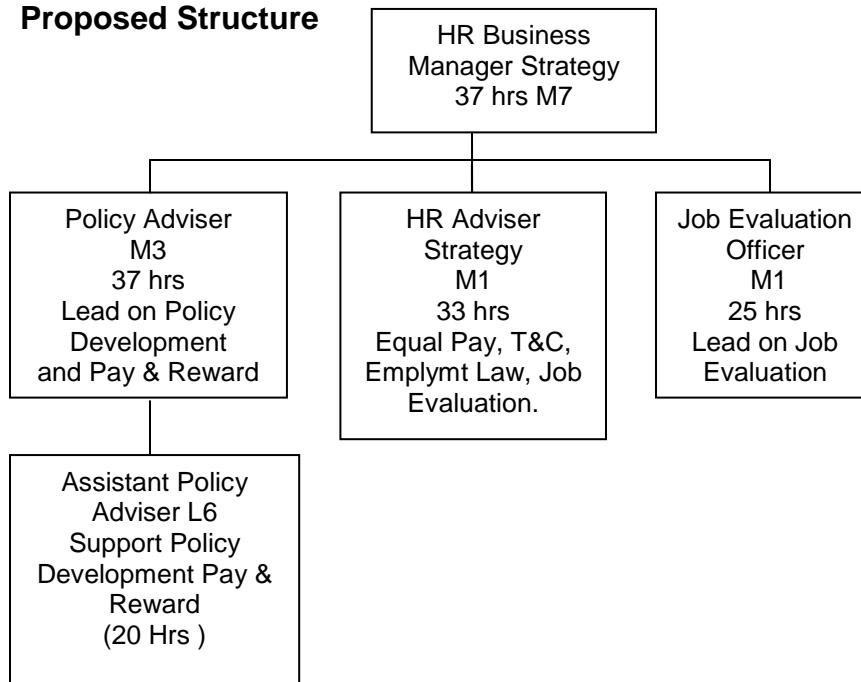 Proposed Structure
HR Business
Manager Strategy
37 hrs M7
Policy Adviser
M3
37 hrs
Lead on Policy
Development
and Pay & Reward
HR Adviser
Strategy
M1
33 hrs
Equal Pay, T&C,
Emplymt Law, Job
Evaluation.
Job Evaluation
Officer
M1
25 hrs
Lead on Job
Evaluation
Assistant Policy
Adviser L6
Support Policy
Development Pay &
Reward
(20 Hrs )